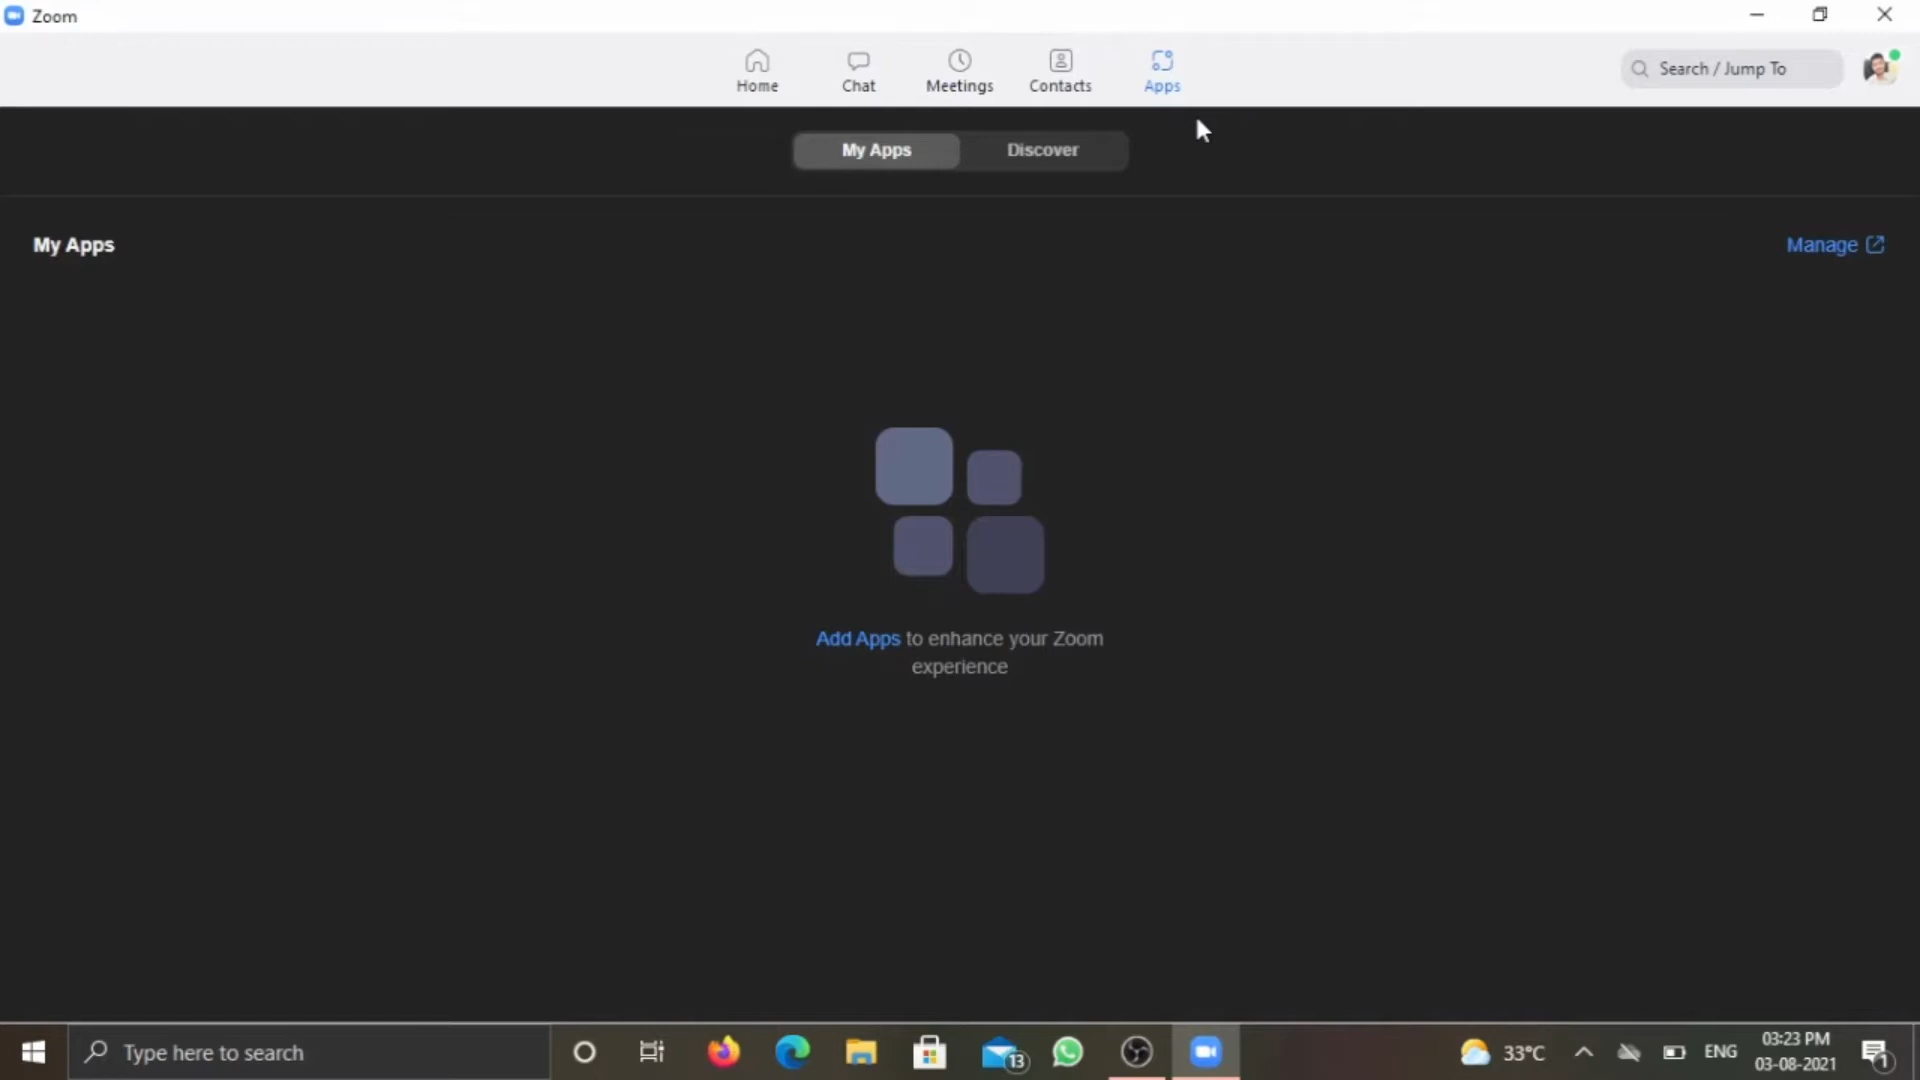 Zoom
Home
Chat
Meetings
Contacts
Apps
Search / Jump To
My Apps
Discover
My Apps
Manage
Add Apps to enhance your Zoom
experience
Type here to search
13
33°C
ENG
03:23 PM
03-08-2021
1